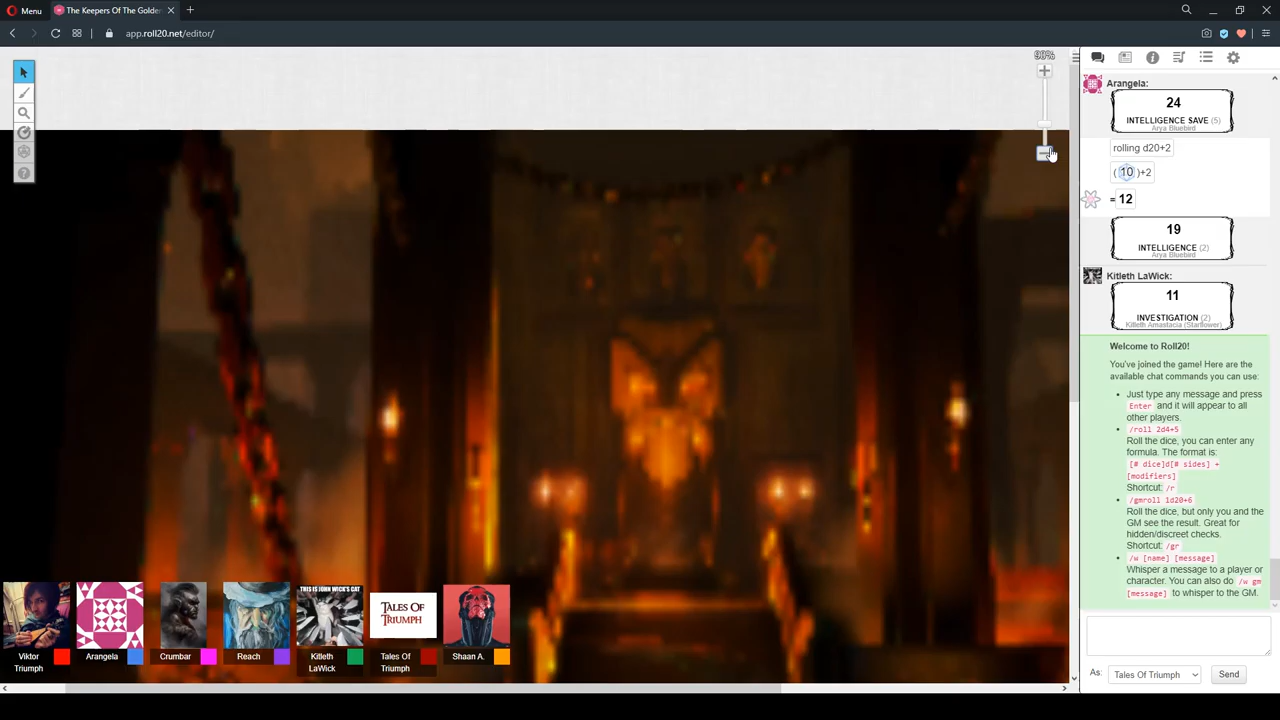 Menu
The Keepers Of The Golden
app.roll20.net/editor/
90%
Arangela:
24
INTELLIGENCE SAVE (5)
Arya Bluebird
rolling d20+2
( 10 )+2
= 12
19
INTELLIGENCE (2)
Arya Bluebird
Kitleth LaWick:
11
INVESTIGATION (2)
Kitleth Amastacia (Starflower)
Welcome to Roll20!
You've joined the game! Here are the
available chat commands you can use:
Just type any message and press
Enter and it will appear to all
other players.
/roll 2d4+5
Roll the dice, you can enter any
formula. The format is:
[# dice]d[# sides] +
[modifiers]
Shortcut: /r
/gmroll 1d20+6
Roll the dice, but only you and the
GM see the result. Great for
hidden/discreet checks.
Shortcut: /gr
/w [name] [message]
Whisper a message to a player or
character. You can also do /w gm
[message] to whisper to the GM.
THIS IS JOHN WICK'S CAT
TALES OF
TRIUMPH
Viktor
Triumph
Arangela
Crumbar
Reach
Kitleth
LaWick
Tales Of
Triumph
Shaan A.
As:
Tales Of Triumph
Send